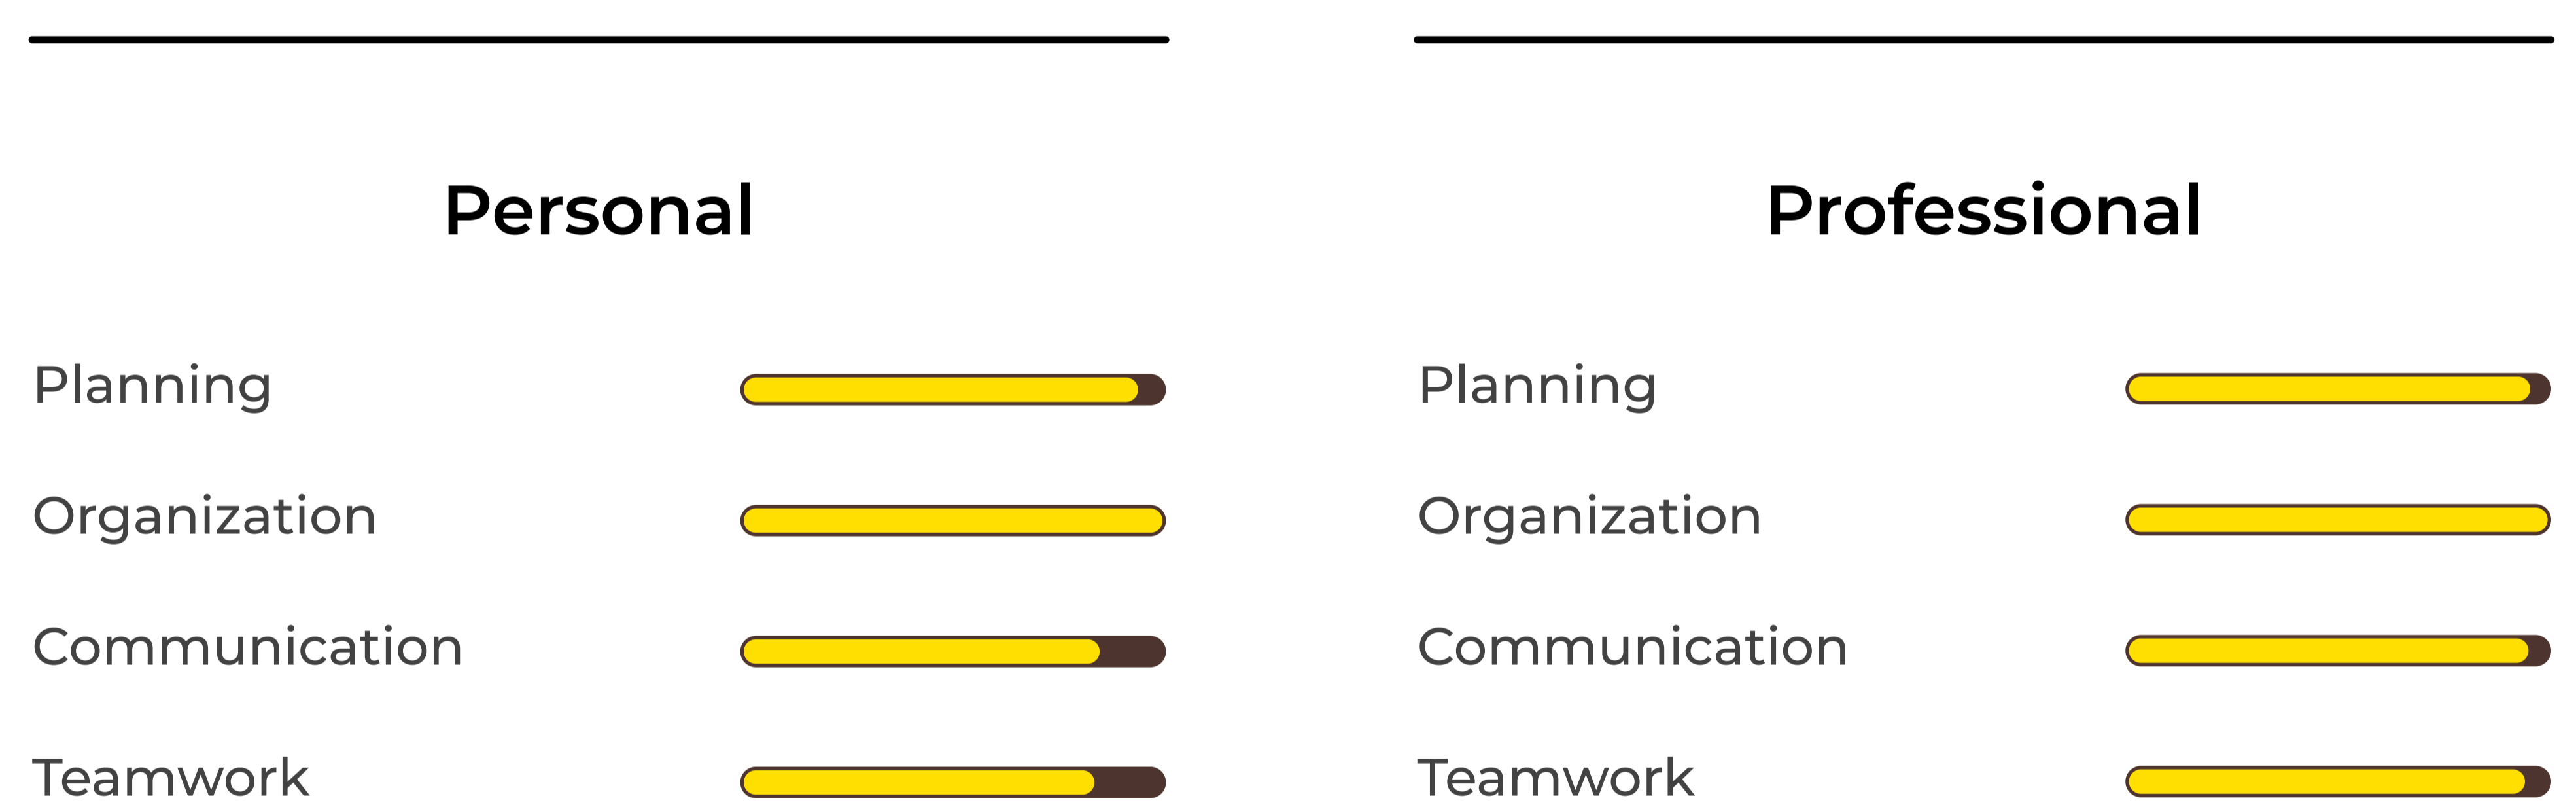 Personal
Planning
Organization
Communication
Teamwork
Professional
Planning
Organization
Communication
Teamwork